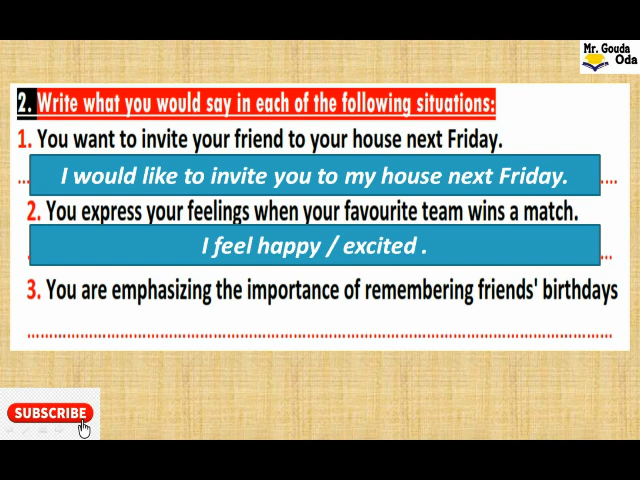 Mr. Gouda
Oda
2. Write what you would say in each of the following situations:
1. You want to invite your friend to your house next Friday.
I would like to invite you to my house next Friday.
2. You express your feelings when your favourite team wins a match.
I feel happy / excited .
3. You are emphasizing the importance of remembering friends' birthdays
SUBSCRIBE